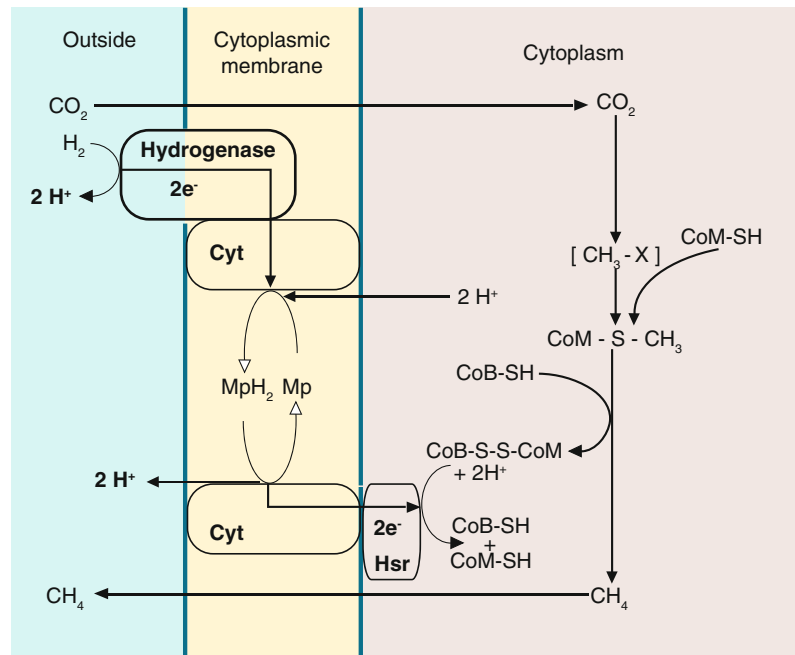 Outside
Cytoplasmic
membrane
Cytoplasm
CO₂
CO₂
H₂
Hydrogenase
2e⁻
2 H⁺
Cyt
[ CH₃ - X ]
CoM-SH
2 H⁺
CoM - S - CH₃
CoB-SH
MpH₂ Mp
CoB-S-S-CoM
+ 2H⁺
2 H⁺
Cyt
2e⁻
Hsr
CoB-SH
+
CoM-SH
CH₄
CH₄